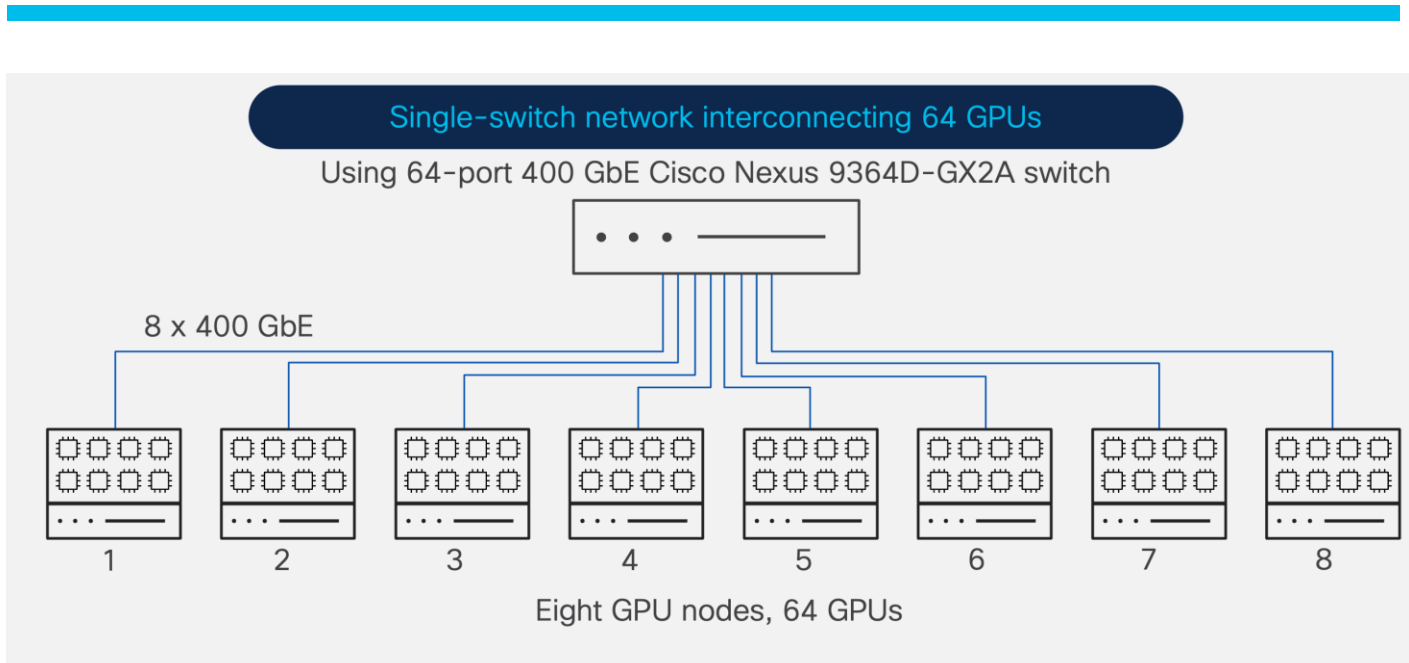 Single-switch network interconnecting 64 GPUs
Using 64-port 400 GbE Cisco Nexus 9364D-GX2A switch
8 x 400 GbE
1 2 3 4 5 6 7 8
Eight GPU nodes, 64 GPUs